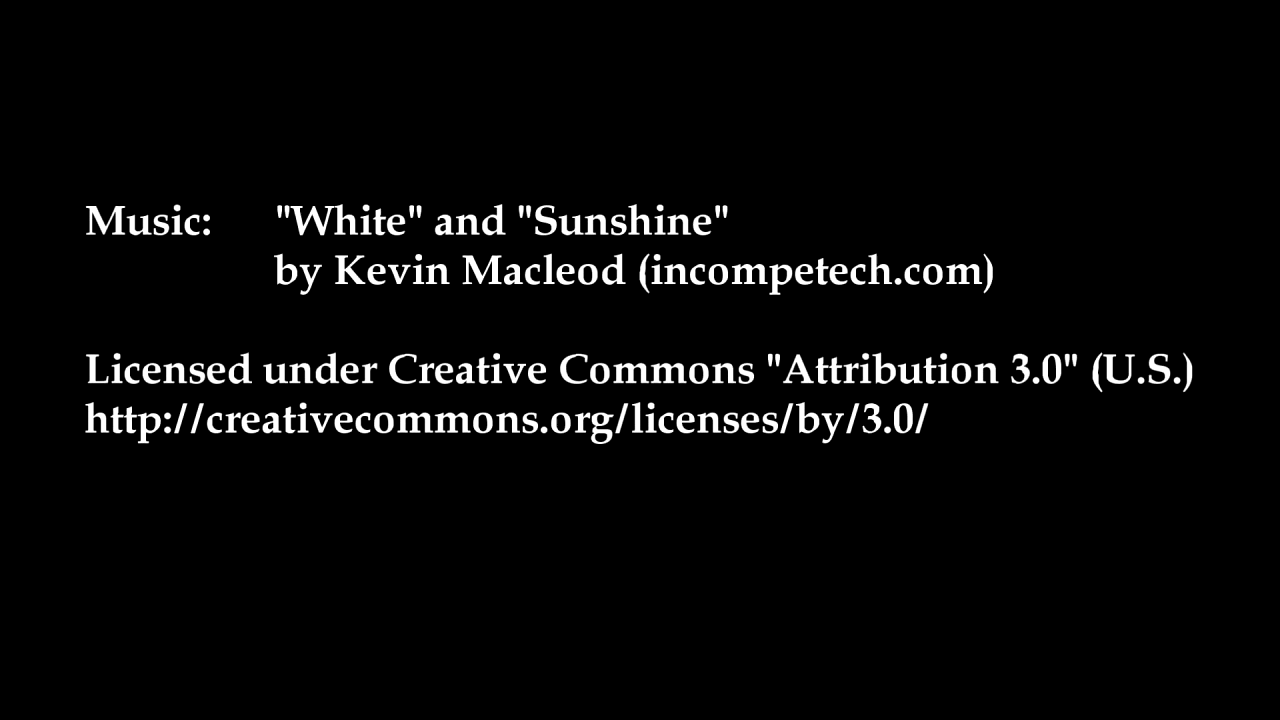 Music: "White" and "Sunshine"
by Kevin Macleod (incompetech.com)
Licensed under Creative Commons "Attribution 3.0" (U.S.)
http://creativecommons.org/licenses/by/3.0/